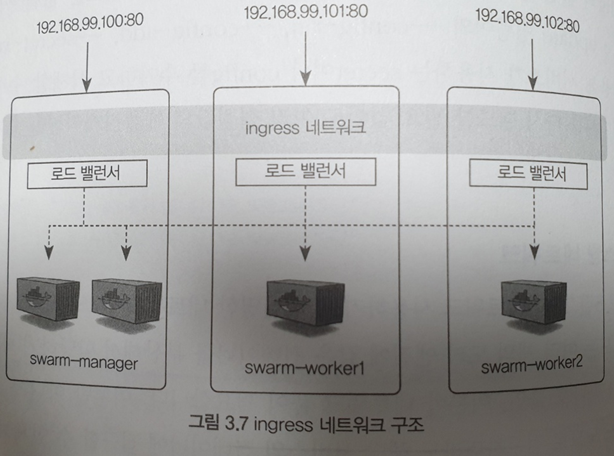 192.168.99.100:80 192.168.99.101:80 192.168.99.102:80
ingress 네트워크
로드 밸런서 로드 밸런서 로드 밸런서
swarm-manager swarm-worker1 swarm-worker2
그림 3.7 ingress 네트워크 구조